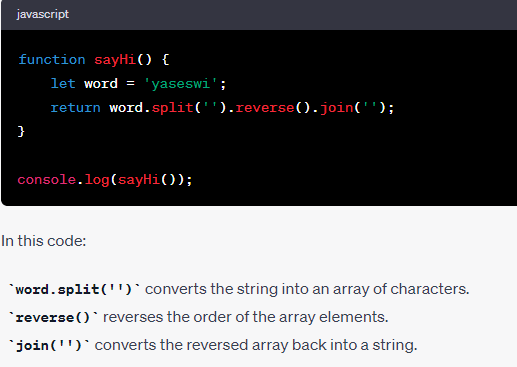 javascript
function sayHi() {
    let word = 'yaseswi';
    return word.split('').reverse().join('');
}
console.log(sayHi());
In this code:
`word.split('')` converts the string into an array of characters.
`reverse()` reverses the order of the array elements.
`join('')` converts the reversed array back into a string.